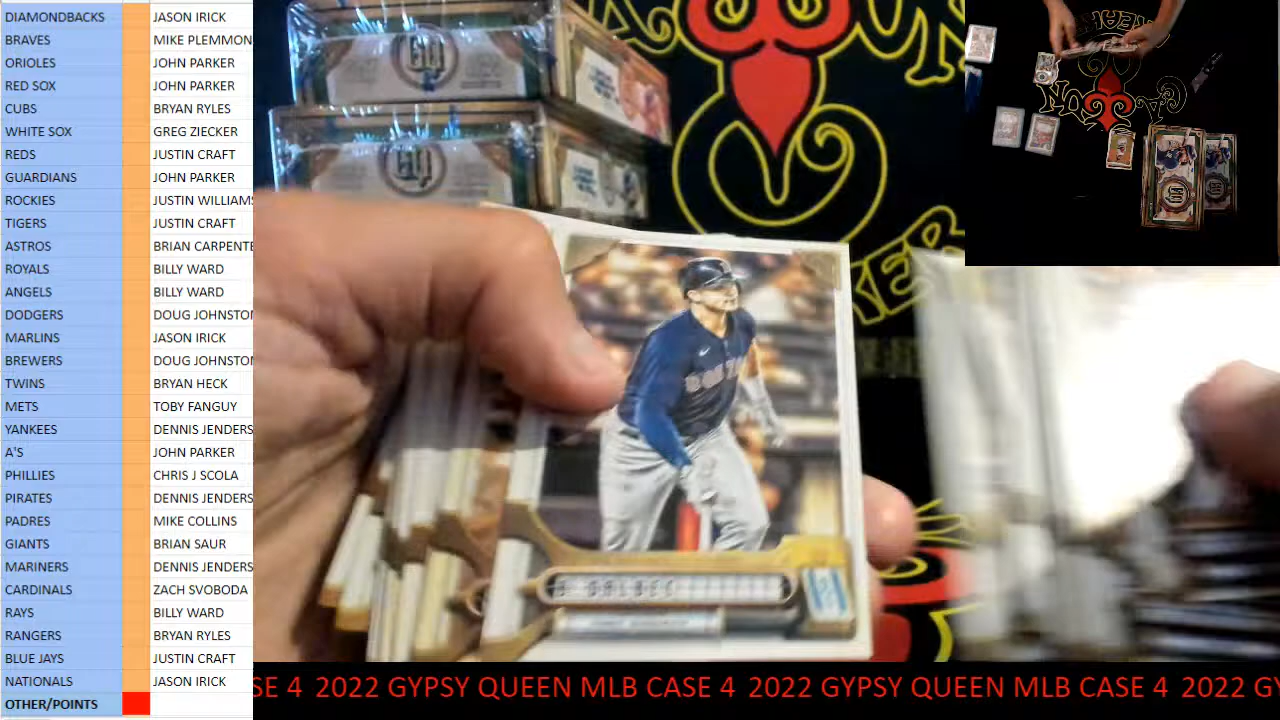 DIAMONDBACKS JASON IRICK
BRAVES MIKE PLEMMON
ORIOLES JOHN PARKER
RED SOX JOHN PARKER
CUBS BRYAN RYLES
WHITE SOX GREG ZIECKER
REDS JUSTIN CRAFT
GUARDIANS JOHN PARKER
ROCKIES JUSTIN WILLIAMS
TIGERS JUSTIN CRAFT
ASTROS BRIAN CARPENTE
ROYALS BILLY WARD
ANGELS BILLY WARD
DODGERS DOUG JOHNSTON
MARLINS JASON IRICK
BREWERS DOUG JOHNSTON
TWINS BRYAN HECK
METS TOBY FANGUY
YANKEES DENNIS JENDERS
A'S JOHN PARKER
PHILLIES CHRIS J SCOLA
PIRATES DENNIS JENDERS
PADRES MIKE COLLINS
GIANTS BRIAN SAUR
MARINERS DENNIS JENDERS
CARDINALS ZACH SVOBODA
RAYS BILLY WARD
RANGERS BRYAN RYLES
BLUE JAYS JUSTIN CRAFT
NATIONALS JASON IRICK
OTHER/POINTS
GQ
GQ
BOSTON
B DALBEC
SE 4 2022 GYPSY QUEEN MLB CASE 4 2022 GYPSY QUEEN MLB CASE 4 2022 G